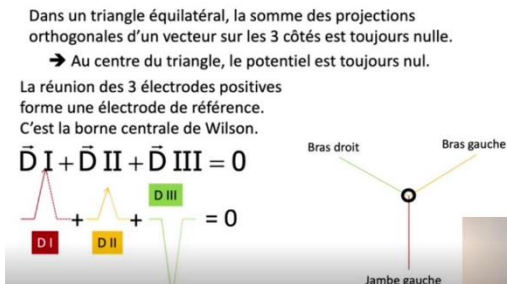 Dans un triangle équilatéral, la somme des projections
orthogonales d’un vecteur sur les 3 côtés est toujours nulle.
➔ Au centre du triangle, le potentiel est toujours nul.
La réunion des 3 électrodes positives
forme une électrode de référence.
C’est la borne centrale de Wilson.
D⃗ I + D⃗ II + D⃗ III = 0
Bras droit
Bras gauche
D III
+
+
= 0
D I
D II
Jambe gauche